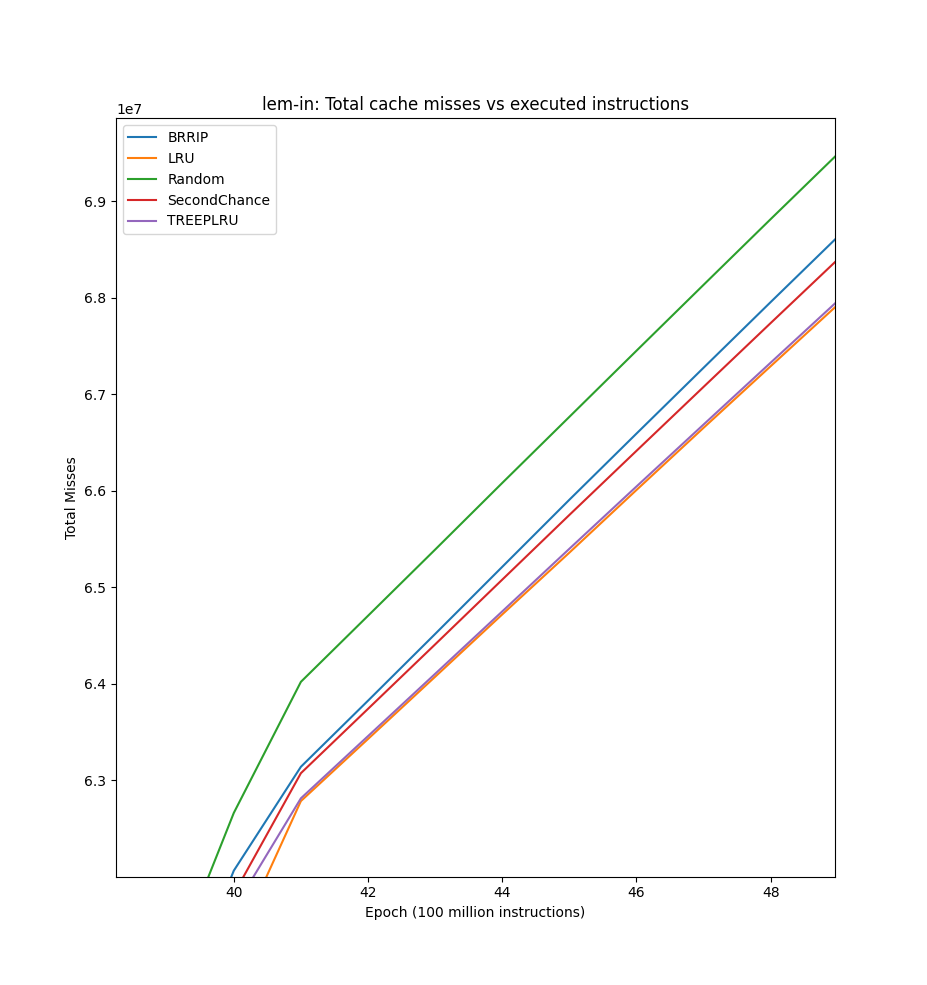 lem-in: Total cache misses vs executed instructions
1e7
BRRIP
LRU
Random
SecondChance
TREEPLRU
6.9
6.8
6.7
6.6
6.5
6.4
6.3
Total Misses
40 42 44 46 48
Epoch (100 million instructions)